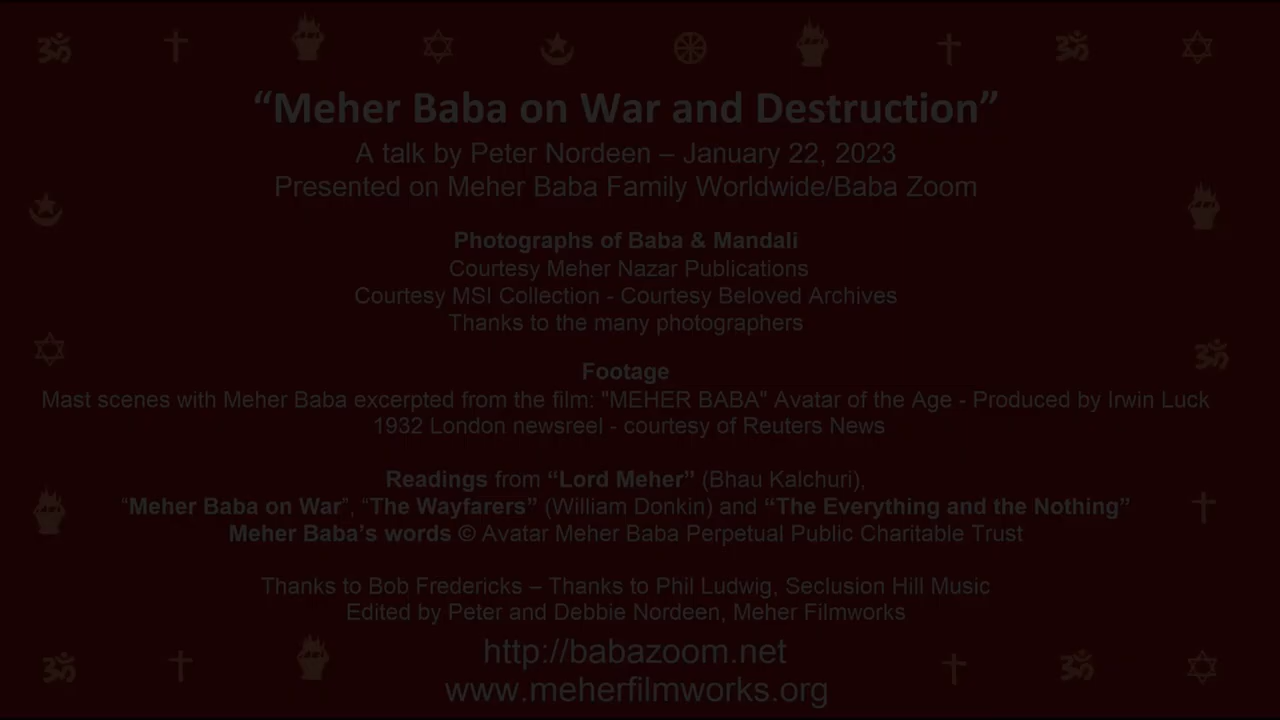 “Meher Baba on War and Destruction”
A talk by Peter Nordeen – January 22, 2023
Presented on Meher Baba Family Worldwide/Baba Zoom
Photographs of Baba & Mandali
Courtesy Meher Nazar Publications
Courtesy MSI Collection - Courtesy Beloved Archives
Thanks to the many photographers
Footage
Mast scenes with Meher Baba excerpted from the film: "MEHER BABA" Avatar of the Age - Produced by Irwin Luck
1932 London newsreel - courtesy of Reuters News
Readings from “Lord Meher” (Bhau Kalchuri),
“Meher Baba on War”, “The Wayfarers” (William Donkin) and “The Everything and the Nothing”
Meher Baba’s words © Avatar Meher Baba Perpetual Public Charitable Trust
Thanks to Bob Fredericks – Thanks to Phil Ludwig, Seclusion Hill Music
Edited by Peter and Debbie Nordeen, Meher Filmworks
http://babazoom.net
www.meherfilmworks.org